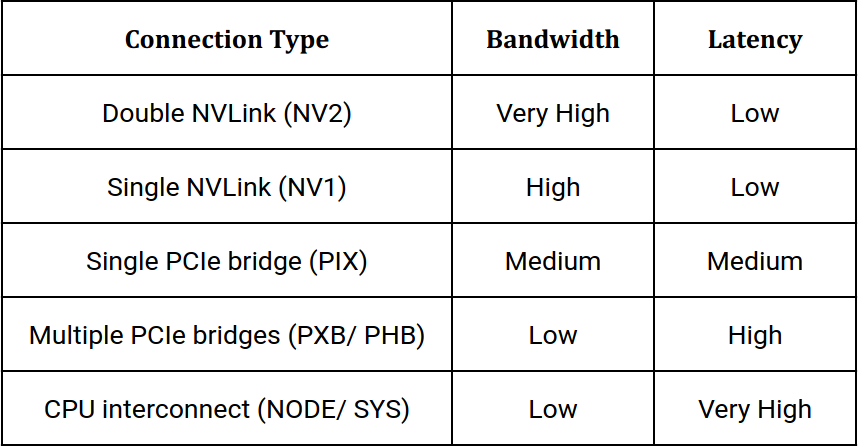 Connection Type Bandwidth Latency
Double NVLink (NV2) Very High Low
Single NVLink (NV1) High Low
Single PCIe bridge (PIX) Medium Medium
Multiple PCIe bridges (PXB/ PHB) Low High
CPU interconnect (NODE/ SYS) Low Very High